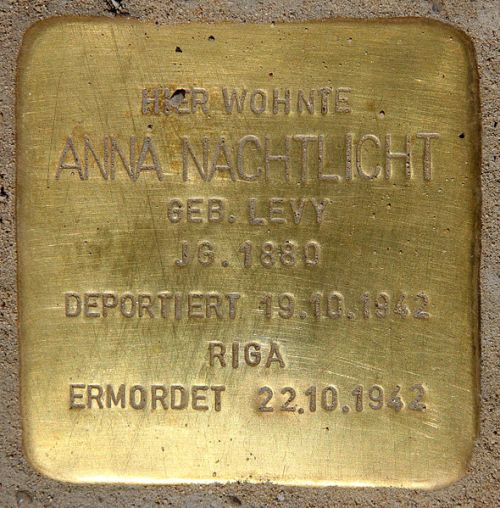 HIER WOHNTE
ANNA NACHTLICHT
GEB. LEVY
JG. 1880
DEPORTIERT 19.10.1942
RIGA
ERMORDET 22.10.1942